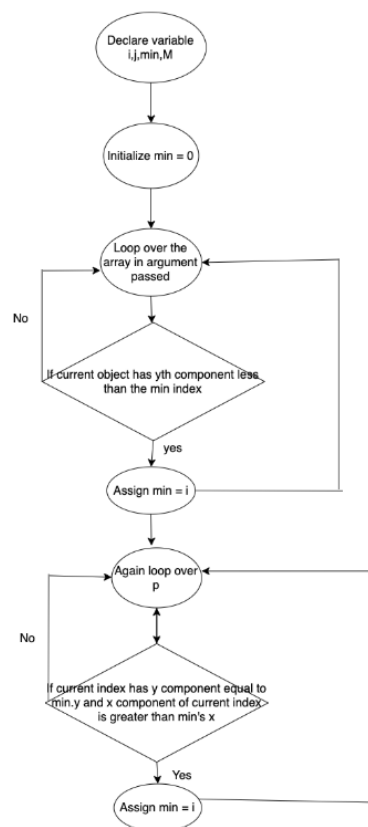 Declare variable
i,j,min,M
Initialize min = 0
Loop over the
array in argument
passed
No
If current object has yth component less
than the min index
yes
Assign min = i
Again loop over
p
No
If current index has y component equal to
min.y and x component of current index
is greater than min's x
Yes
Assign min = i